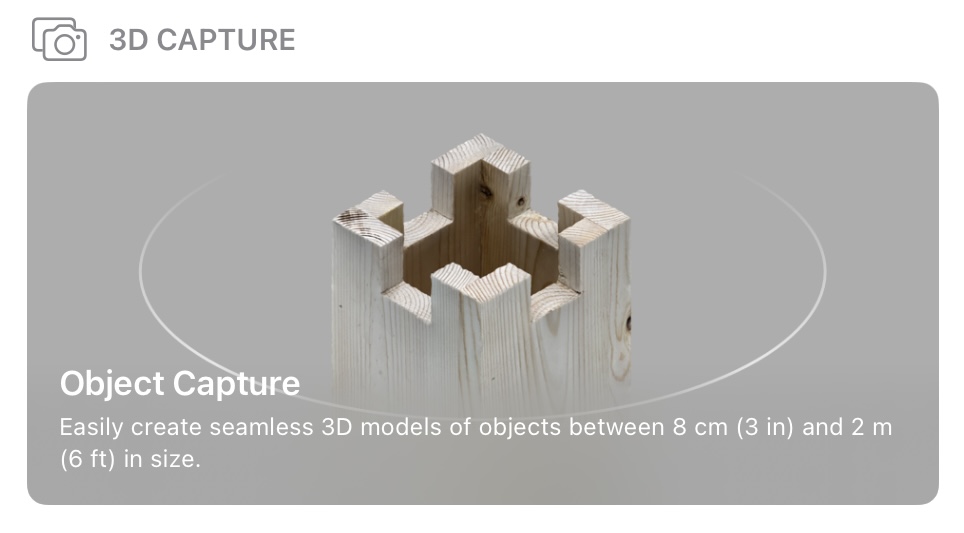 3D CAPTURE
Object Capture
Easily create seamless 3D models of objects between 8 cm (3 in) and 2 m
(6 ft) in size.